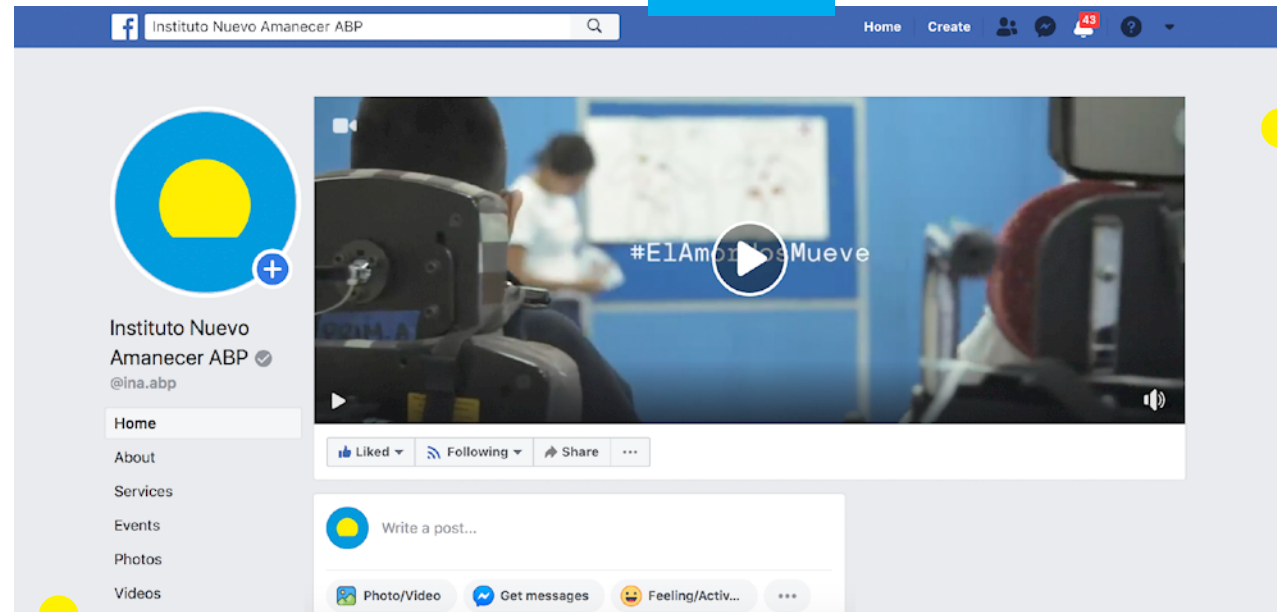 Instituto Nuevo Amanecer ABP
Home
Create
43
#ElAmorNosMueve
Instituto Nuevo
Amanecer ABP
@ina.abp
Home
About
Services
Events
Photos
Videos
Liked
Following
Share
Write a post...
Photo/Video
Get messages
Feeling/Activ...